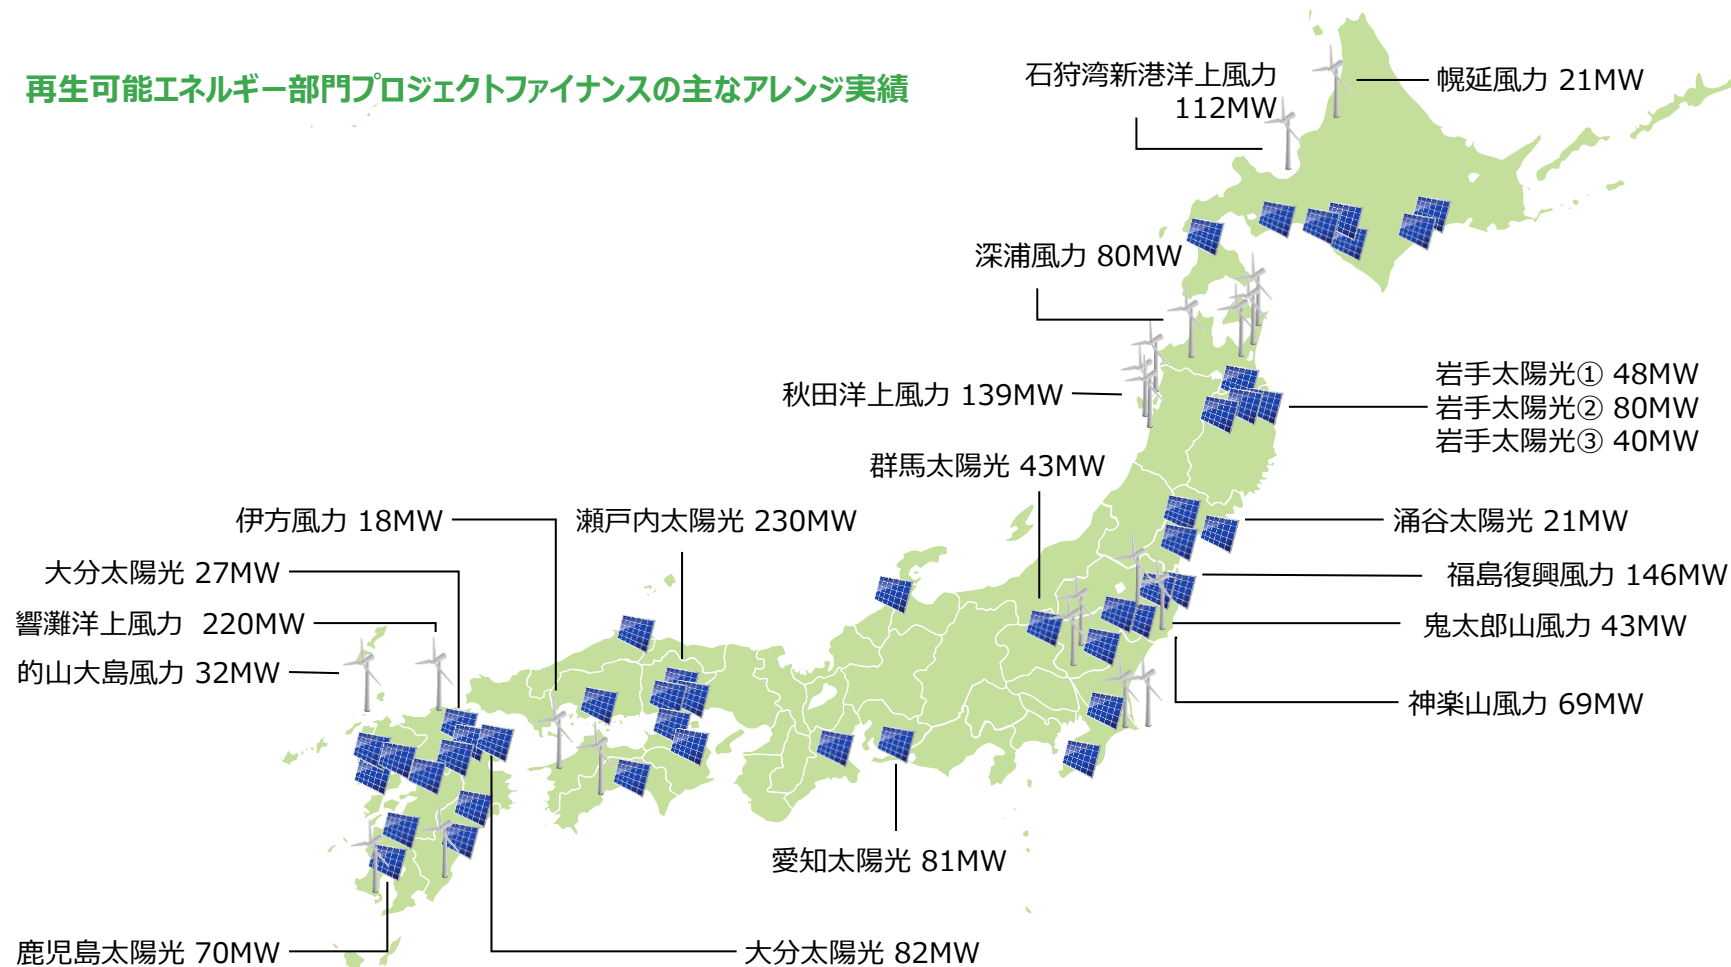 再生可能エネルギー部門プロジェクトファイナンスの主なアレンジ実績
石狩湾新港洋上風力
112MW
幌延風力 21MW
深浦風力 80MW
秋田洋上風力 139MW
岩手太陽光① 48MW
岩手太陽光② 80MW
岩手太陽光③ 40MW
群馬太陽光 43MW
伊方風力 18MW
瀬戸内太陽光 230MW
涌谷太陽光 21MW
大分太陽光 27MW
福島復興風力 146MW
響灘洋上風力 220MW
鬼太郎山風力 43MW
的山大島風力 32MW
神楽山風力 69MW
愛知太陽光 81MW
鹿児島太陽光 70MW
大分太陽光 82MW